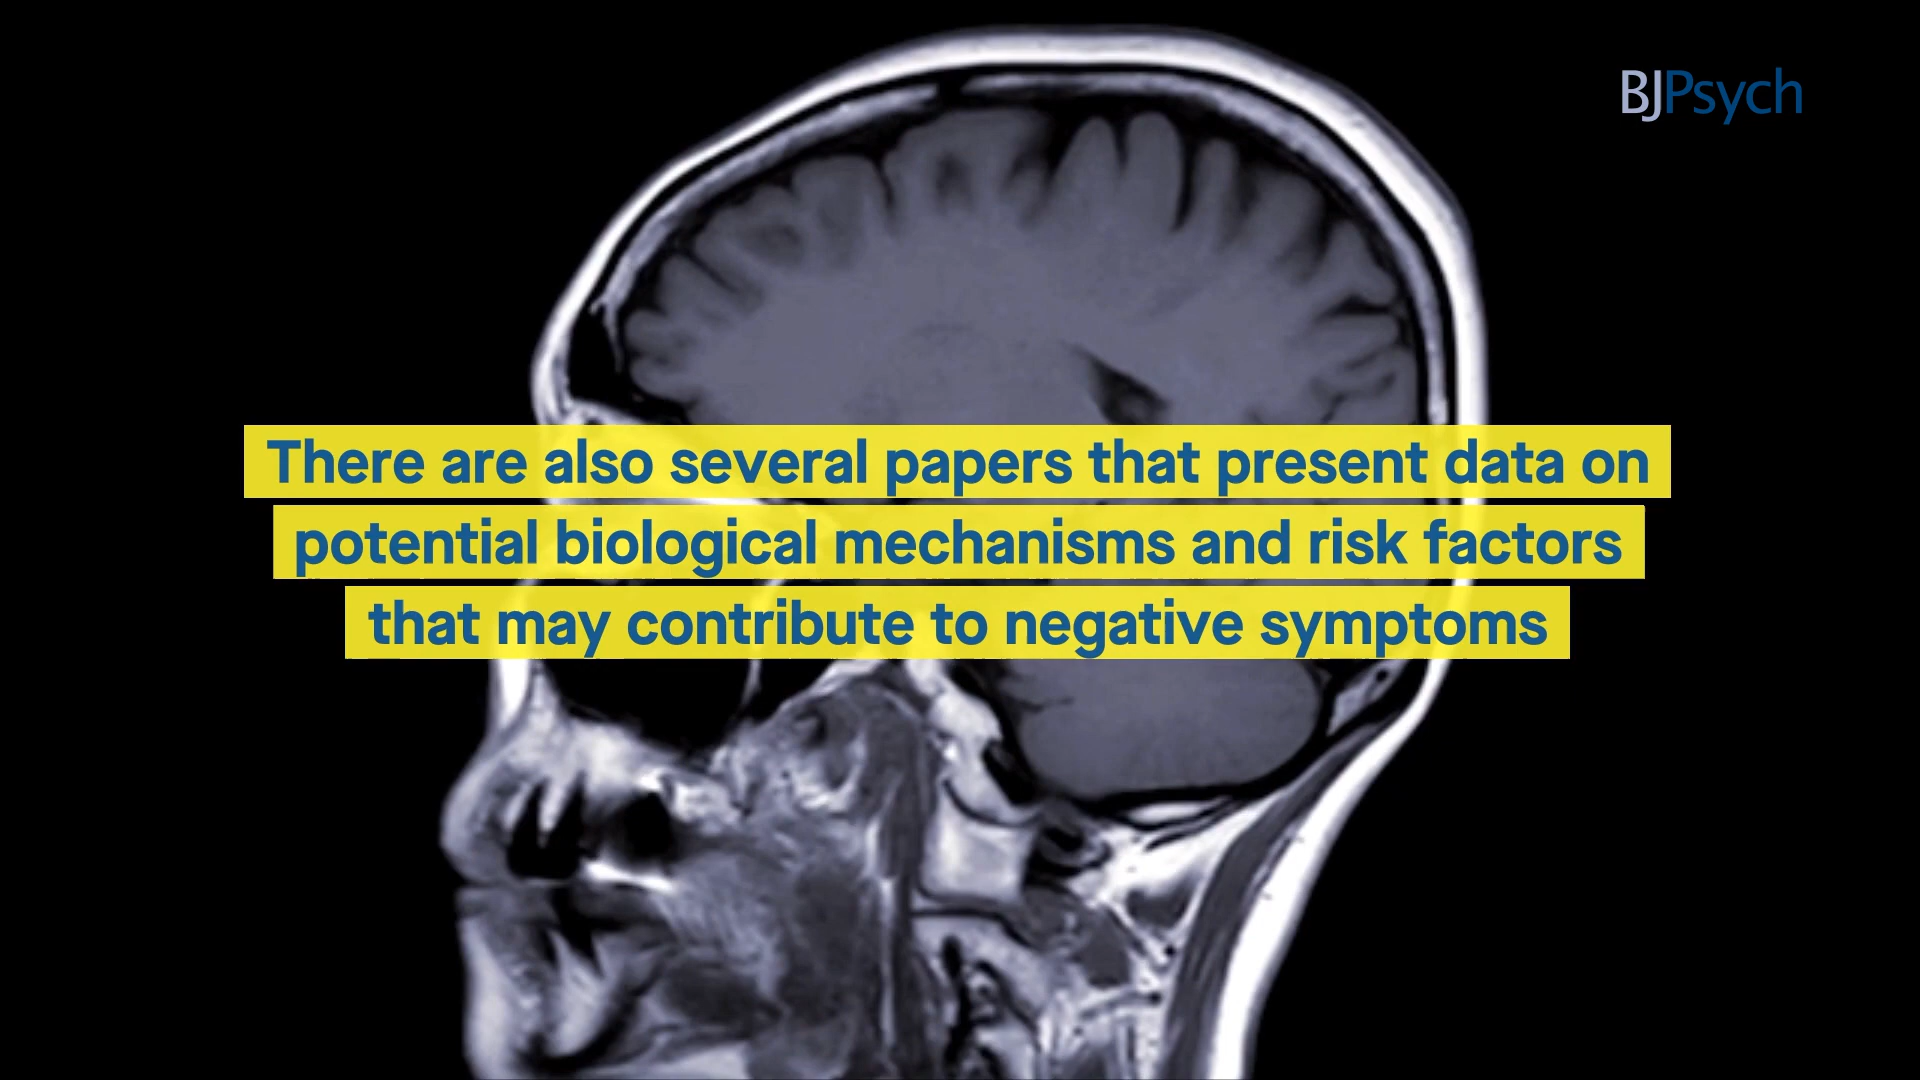 BJPsych
There are also several papers that present data on
potential biological mechanisms and risk factors
that may contribute to negative symptoms